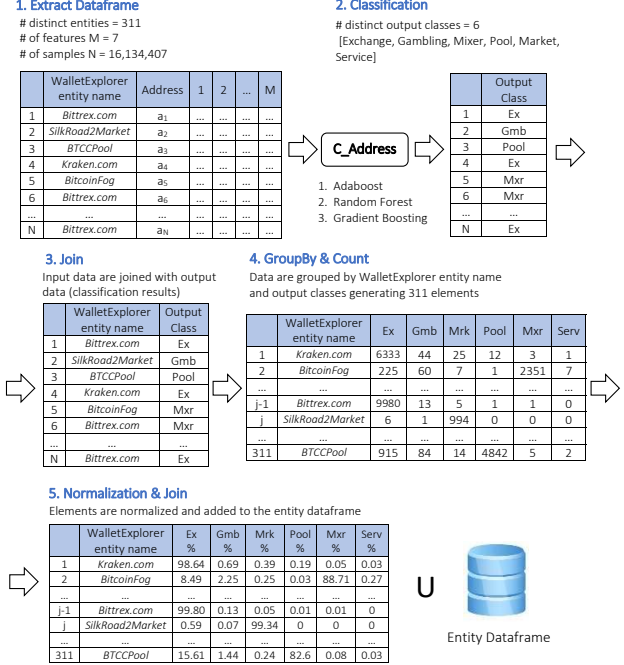 1. Extract Dataframe
# distinct entities = 311
# of features M = 7
# of samples N = 16,134,407
WalletExplorer entity name Address 1 2 ... M
1 Bittrex.com a1 ... ... ... ...
2 SilkRoad2Market a2 ... ... ... ...
3 BTCCPool a3 ... ... ... ...
4 Kraken.com a4 ... ... ... ...
5 BitcoinFog a5 ... ... ... ...
6 Bittrex.com a6 ... ... ... ...
... ... ... ... ... ...
N Bittrex.com aN ... ... ... ...
C_Address
1. Adaboost
2. Random Forest
3. Gradient Boosting
2. Classification
# distinct output classes = 6
[Exchange, Gambling, Mixer, Pool, Market,
Service]
Output
Class
1 Ex
2 Gmb
3 Pool
4 Ex
5 Mxr
6 Mxr
... ...
N Ex
3. Join
Input data are joined with output
data (classification results)
WalletExplorer Output
entity name Class
1 Bittrex.com Ex
2 SilkRoad2Market Gmb
3 BTCCPool Pool
4 Kraken.com Ex
5 BitcoinFog Mxr
6 Bittrex.com Mxr
... ...
N Bittrex.com Ex
4. GroupBy & Count
Data are grouped by WalletExplorer entity name
and output classes generating 311 elements
WalletExplorer
entity name Ex Gmb Mrk Pool Mxr Serv
1 Kraken.com 6333 44 25 12 3 1
2 BitcoinFog 225 60 7 1 2351 7
... ... ... ... ... ... ... ...
j-1 Bittrex.com 9980 13 5 1 1 0
j SilkRoad2Market 6 1 994 0 0 0
... ... ... ... ... ... ... ...
311 BTCCPool 915 84 14 4842 5 2
5. Normalization & Join
Elements are normalized and added to the entity dataframe
WalletExplorer Ex Gmb Mrk Pool Mxr Serv
entity name % % % % % %
1 Kraken.com 98.64 0.69 0.39 0.19 0.05 0.03
2 BitcoinFog 8.49 2.25 0.25 0.03 88.71 0.27
... ... ... ... ... ... ... ...
j-1 Bittrex.com 99.80 0.13 0.05 0.01 0.01 0
j SilkRoad2Market 0.59 0.07 99.34 0 0 0
... ... ... ... ... ... ... ...
311 BTCCPool 15.61 1.44 0.24 82.6 0.08 0.03
U
Entity Dataframe